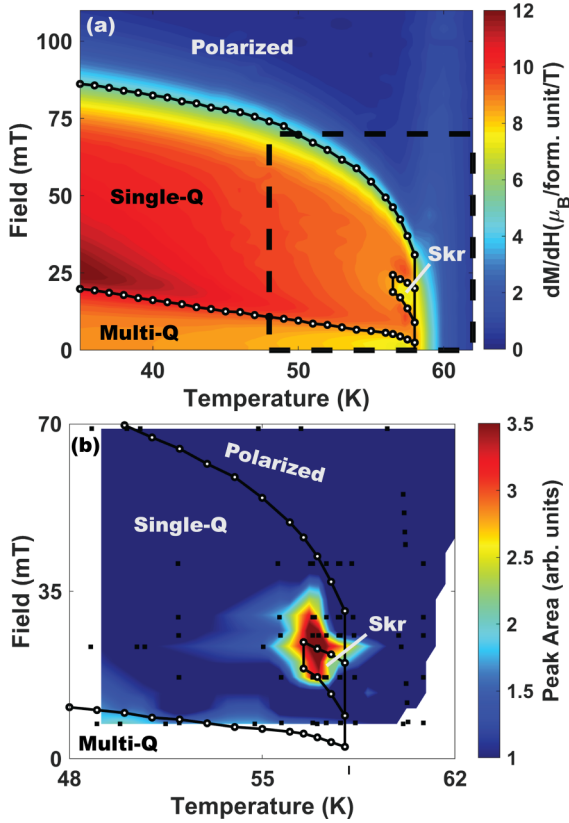 (a)
Polarized
Single-Q
Skr
Multi-Q
110
75
50
25
0
Field (mT)
40
50
60
Temperature (K)
12
10
8
6
4
2
0
dM/dH(μB/form. unit/T)
(b)
Polarized
Single-Q
Skr
Multi-Q
70
35
0
Field (mT)
48
55
62
Temperature (K)
3.5
3
2.5
2
1.5
1
Peak Area (arb. units)